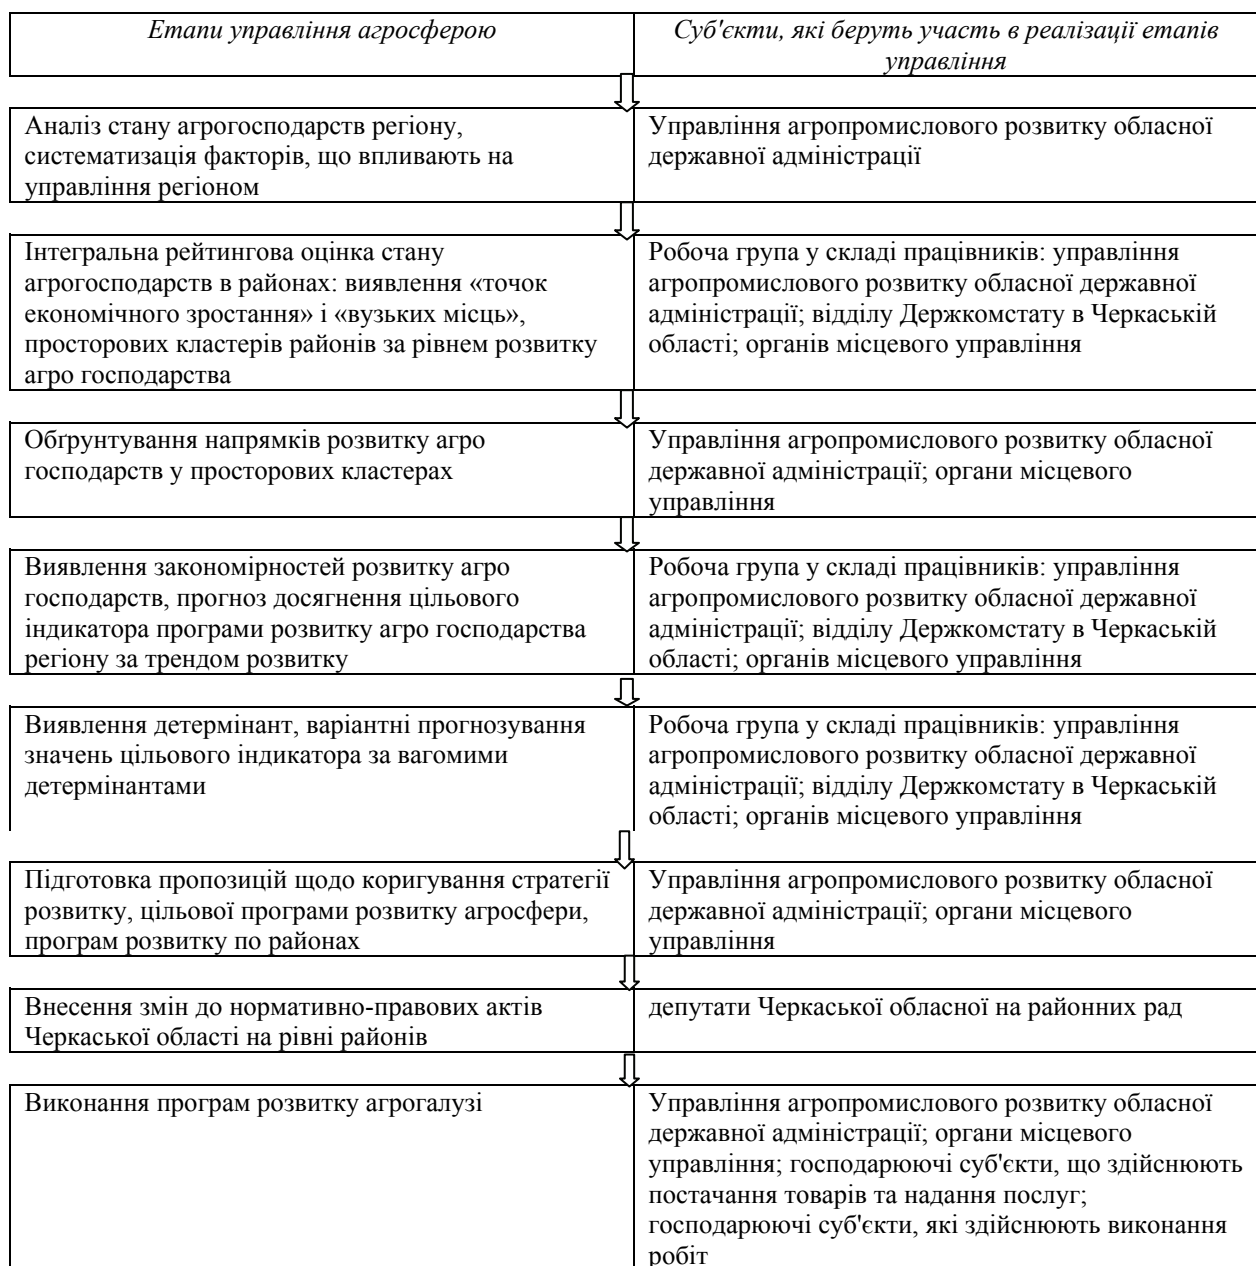 Етапи управління агросферою
Суб'єкти, які беруть участь в реалізації етапів
управління
Аналіз стану агрогосподарств регіону,
систематизація факторів, що впливають на
управління регіоном
Управління агропромислового розвитку обласної
державної адміністрації
Інтегральна рейтингова оцінка стану
агрогосподарств в районах: виявлення «точок
економічного зростання» і «вузьких місць»,
просторових кластерів районів за рівнем розвитку
агро господарства
Робоча група у складі працівників: управління
агропромислового розвитку обласної державної
адміністрації; відділу Держкомстату в Черкаській
області; органів місцевого управління
Обґрунтування напрямків розвитку агро
господарств у просторових кластерах
Управління агропромислового розвитку обласної
державної адміністрації; органи місцевого
управління
Виявлення закономірностей розвитку агро
господарств, прогноз досягнення цільового
індикатора програми розвитку агро господарства
регіону за трендом розвитку
Робоча група у складі працівників: управління
агропромислового розвитку обласної державної
адміністрації; відділу Держкомстату в Черкаській
області; органів місцевого управління
Виявлення детермінант, варіантні прогнозування
значень цільового індикатора за вагомими
детермінантами
Робоча група у складі працівників: управління
агропромислового розвитку обласної державної
адміністрації; відділу Держкомстату в Черкаській
області; органів місцевого управління
Підготовка пропозицій щодо коригування стратегії
розвитку, цільової програми розвитку агросфери,
програм розвитку по районах
Управління агропромислового розвитку обласної
державної адміністрації; органи місцевого
управління
Внесення змін до нормативно-правових актів
Черкаської області на рівні районів
депутати Черкаської обласної на районних рад
Виконання програм розвитку агрогалузі
Управління агропромислового розвитку обласної
державної адміністрації; органи місцевого
управління; господарюючі суб'єкти, що здійснюють
постачання товарів та надання послуг;
господарюючі суб'єкти, які здійснюють виконання
робіт